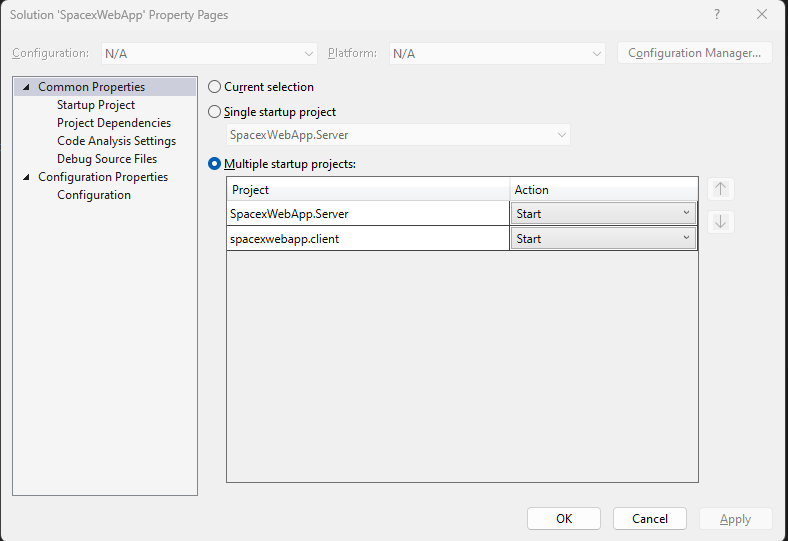 Solution 'SpacexWebApp' Property Pages ?
Configuration: N/A Platform: N/A Configuration Manager...
Common Properties
Startup Project
Project Dependencies
Code Analysis Settings
Debug Source Files
Configuration Properties
Configuration
Current selection
Single startup project
SpacexWebApp.Server
Multiple startup projects:
Project Action
SpacexWebApp.Server Start
spacexwebapp.client Start
OK Cancel Apply